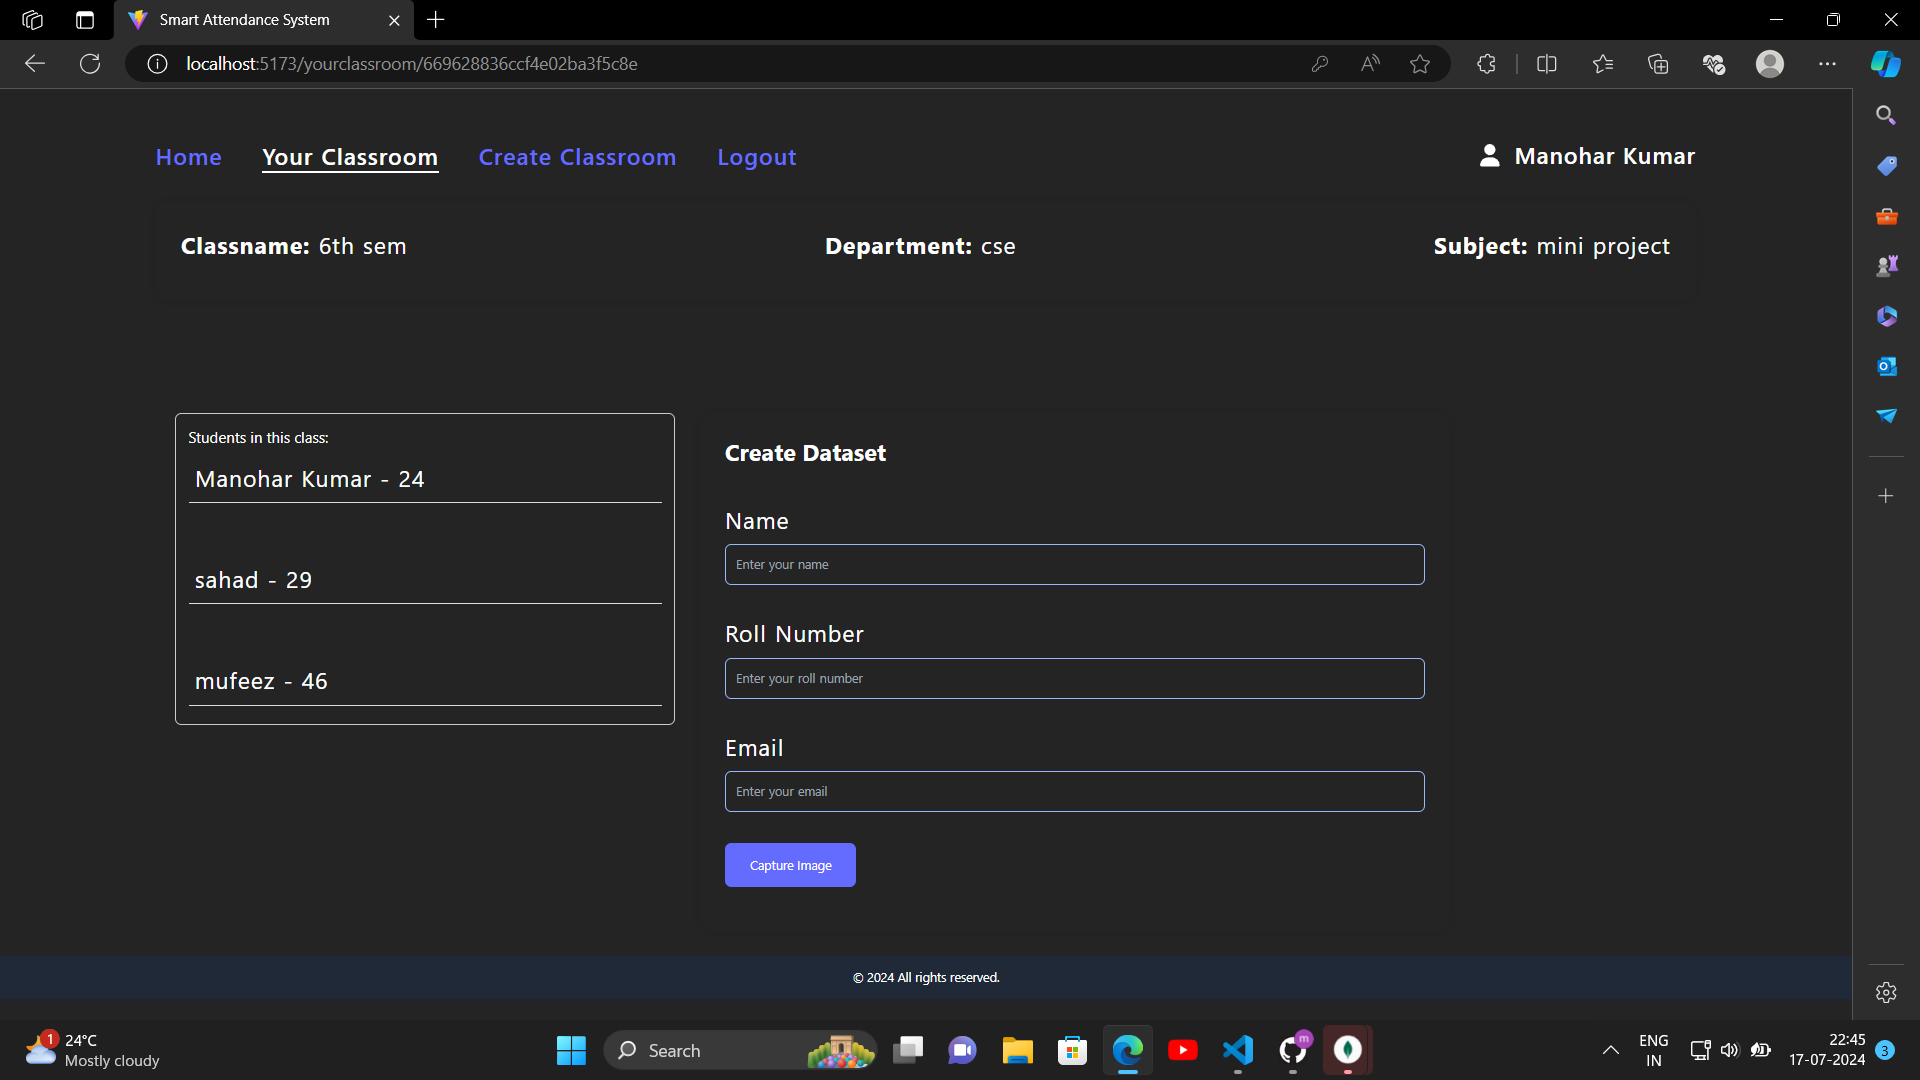 Smart Attendance System
localhost:5173/yourclassroom/669628836ccf4e02ba3f5c8e
Home
Your Classroom
Create Classroom
Logout
Manohar Kumar
Classname: 6th sem
Department: cse
Subject: mini project
Students in this class:
Manohar Kumar - 24
sahad - 29
mufeez - 46
Create Dataset
Name
Enter your name
Roll Number
Enter your roll number
Email
Enter your email
Capture Image
© 2024 All rights reserved.
1
24°C
Mostly cloudy
Search
m
ENG
IN
22:45
17-07-2024
3